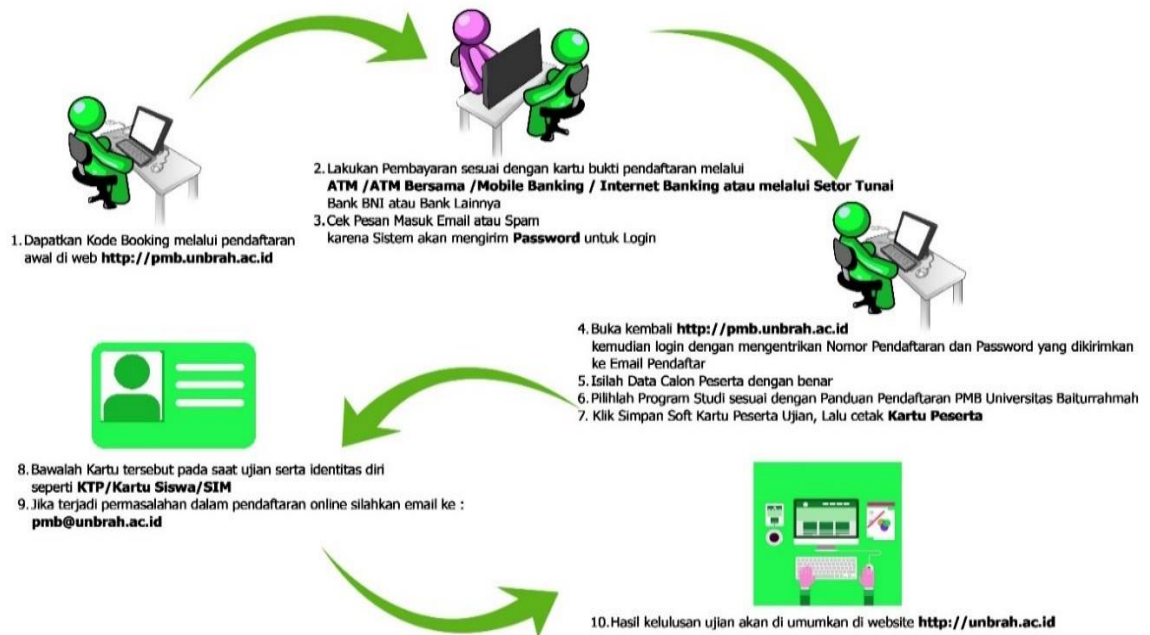 1. Dapatkan Kode Booking melalui pendaftaran
awal di web http://pmb.unbrah.ac.id
2. Lakukan Pembayaran sesuai dengan kartu bukti pendaftaran melalui
ATM /ATM Bersama /Mobile Banking / Internet Banking atau melalui Setor Tunai
Bank BNI atau Bank Lainnya
3. Cek Pesan Masuk Email atau Spam
karena Sistem akan mengirim Password untuk Login
4. Buka kembali http://pmb.unbrah.ac.id
kemudian login dengan mengentrikan Nomor Pendaftaran dan Password yang dikirimkan
ke Email Pendaftar
5. Isilah Data Calon Peserta dengan benar
6. Pilihlah Program Studi sesuai dengan Panduan Pendaftaran PMB Universitas Baiturrahmah
7. Klik Simpan Soft Kartu Peserta Ujian, Lalu cetak Kartu Peserta
8. Bawalah Kartu tersebut pada saat ujian serta identitas diri
seperti KTP/Kartu Siswa/SIM
9. Jika terjadi permasalahan dalam pendaftaran online silahkan email ke :
pmb@unbrah.ac.id
10. Hasil kelulusan ujian akan di umumkan di website http://unbrah.ac.id